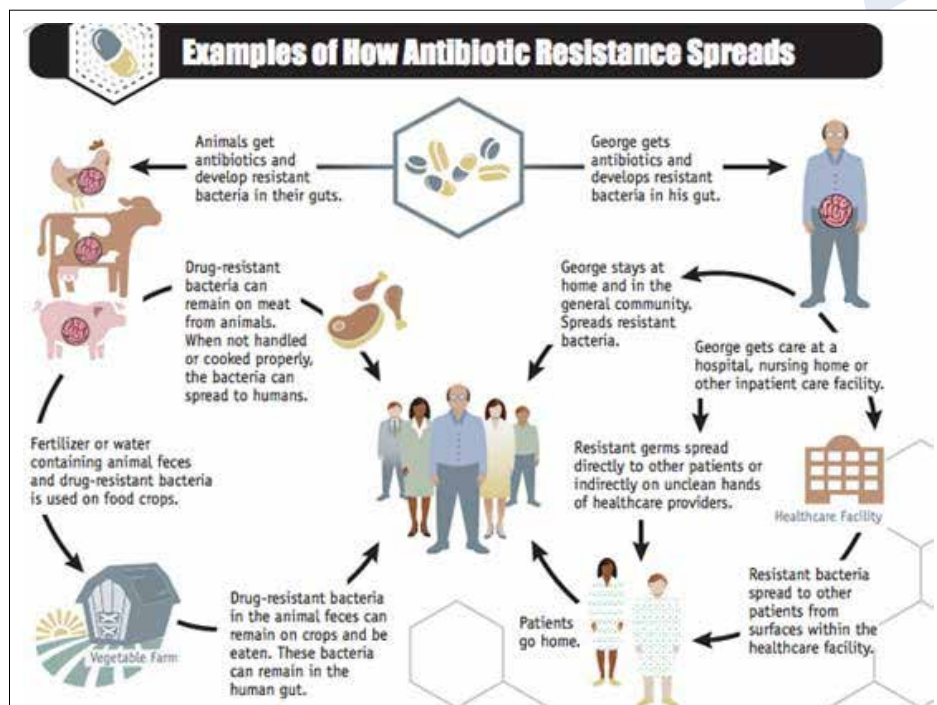 Examples of How Antibiotic Resistance Spreads
Animals get
antibiotics and
develop resistant
bacteria in their guts.
George gets
antibiotics and
develops resistant
bacteria in his gut.
Drug-resistant
bacteria can
remain on meat
from animals.
When not handled
or cooked properly,
the bacteria can
spread to humans.
George stays at
home and in the
general community.
Spreads resistant
bacteria.
George gets care at a
hospital, nursing home or
other inpatient care facility.
Fertilizer or water
containing animal feces
and drug-resistant bacteria
is used on food crops.
Resistant germs spread
directly to other patients or
indirectly on unclean hands
of healthcare providers.
Healthcare Facility
Vegetable Farm
Drug-resistant bacteria
in the animal feces can
remain on crops and be
eaten. These bacteria
can remain in the
human gut.
Patients
go home.
Resistant bacteria
spread to other
patients from
surfaces within the
healthcare facility.